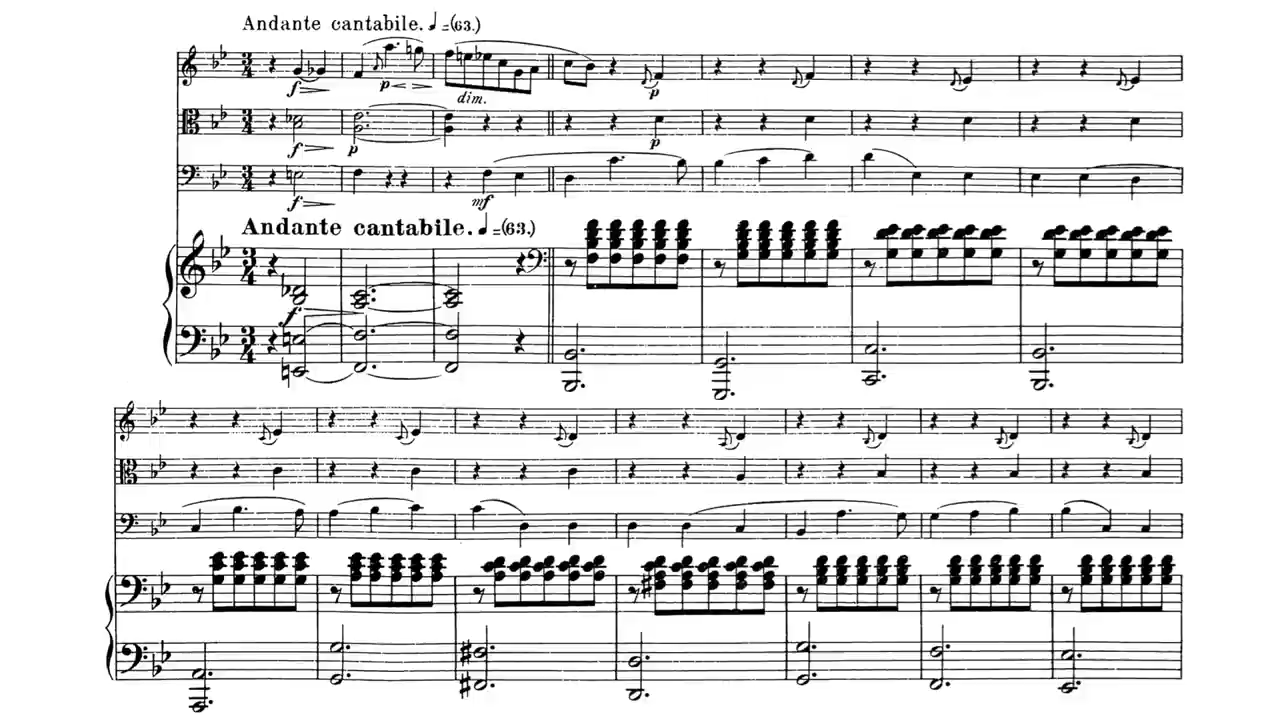 Andante cantabile. ♩=(63.)
f p
dim.
p
f p p
f mf
Andante cantabile. ♩=(63.)
f